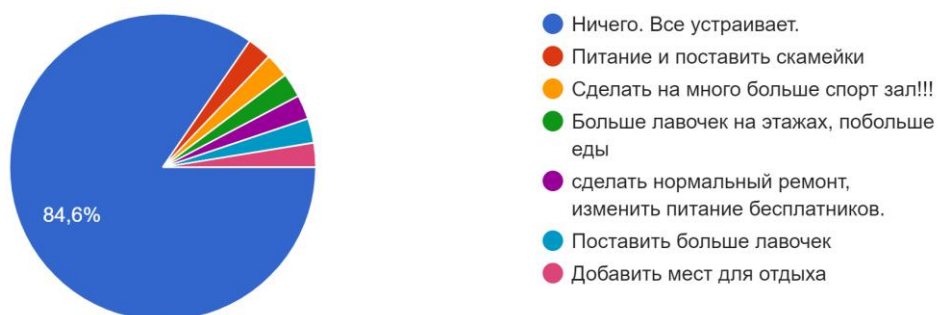 84,6%
Ничего. Все устраивает.
Питание и поставить скамейки
Сделать на много больше спорт зал!!!
Больше лавочек на этажах, побольше
еды
сделать нормальный ремонт,
изменить питание бесплатников.
Поставить больше лавочек
Добавить мест для отдыха